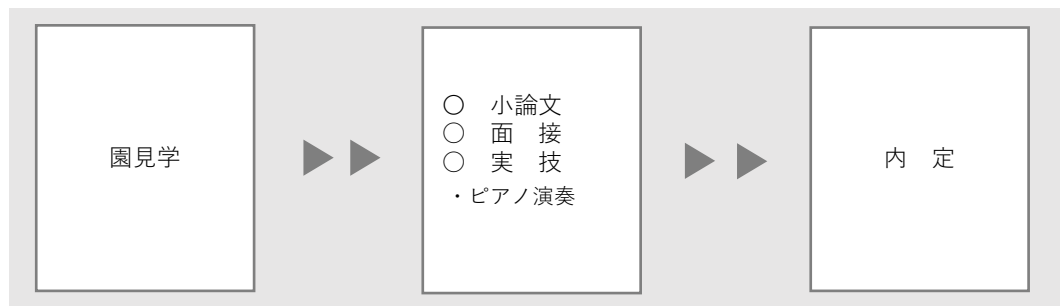 園見学
○　小論文
○　面　接
○　実　技
・ピアノ演奏
内　定